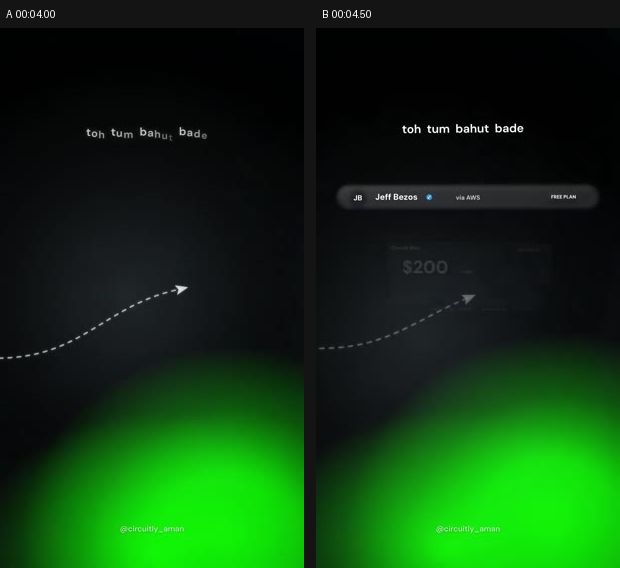 A 00:04.00
toh tum bahut bade
@circuitly_aman
B 00:04.50
toh tum bahut bade
JB Jeff Bezos via AWS FREE PLAN
$200
@circuitly_aman